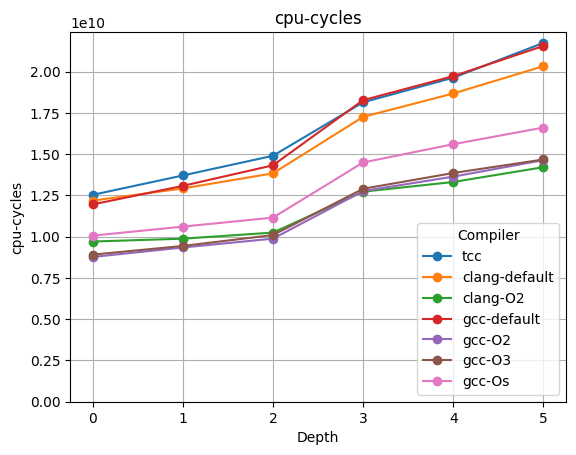 cpu-cycles
1e10
2.00
1.75
1.50
1.25
1.00
0.75
0.50
0.25
0.00
cpu-cycles
Compiler
tcc
clang-default
clang-O2
gcc-default
gcc-O2
gcc-O3
gcc-Os
0 1 2 3 4 5
Depth